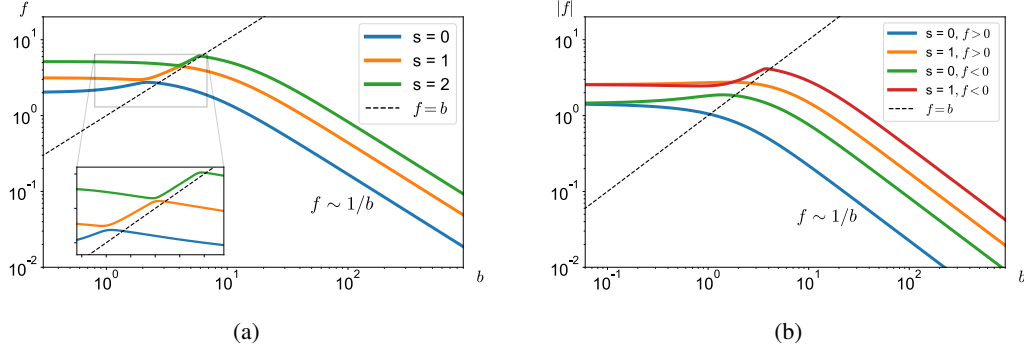 f
10^1
10^0
10^-1
10^-2
10^0
10^1
10^2
b
s = 0
s = 1
s = 2
f = b
f ~ 1/b
(a)
|f|
10^1
10^0
10^-1
10^-2
10^-1
10^0
10^1
10^2
b
s = 0, f > 0
s = 1, f > 0
s = 0, f < 0
s = 1, f < 0
f = b
f ~ 1/b
(b)